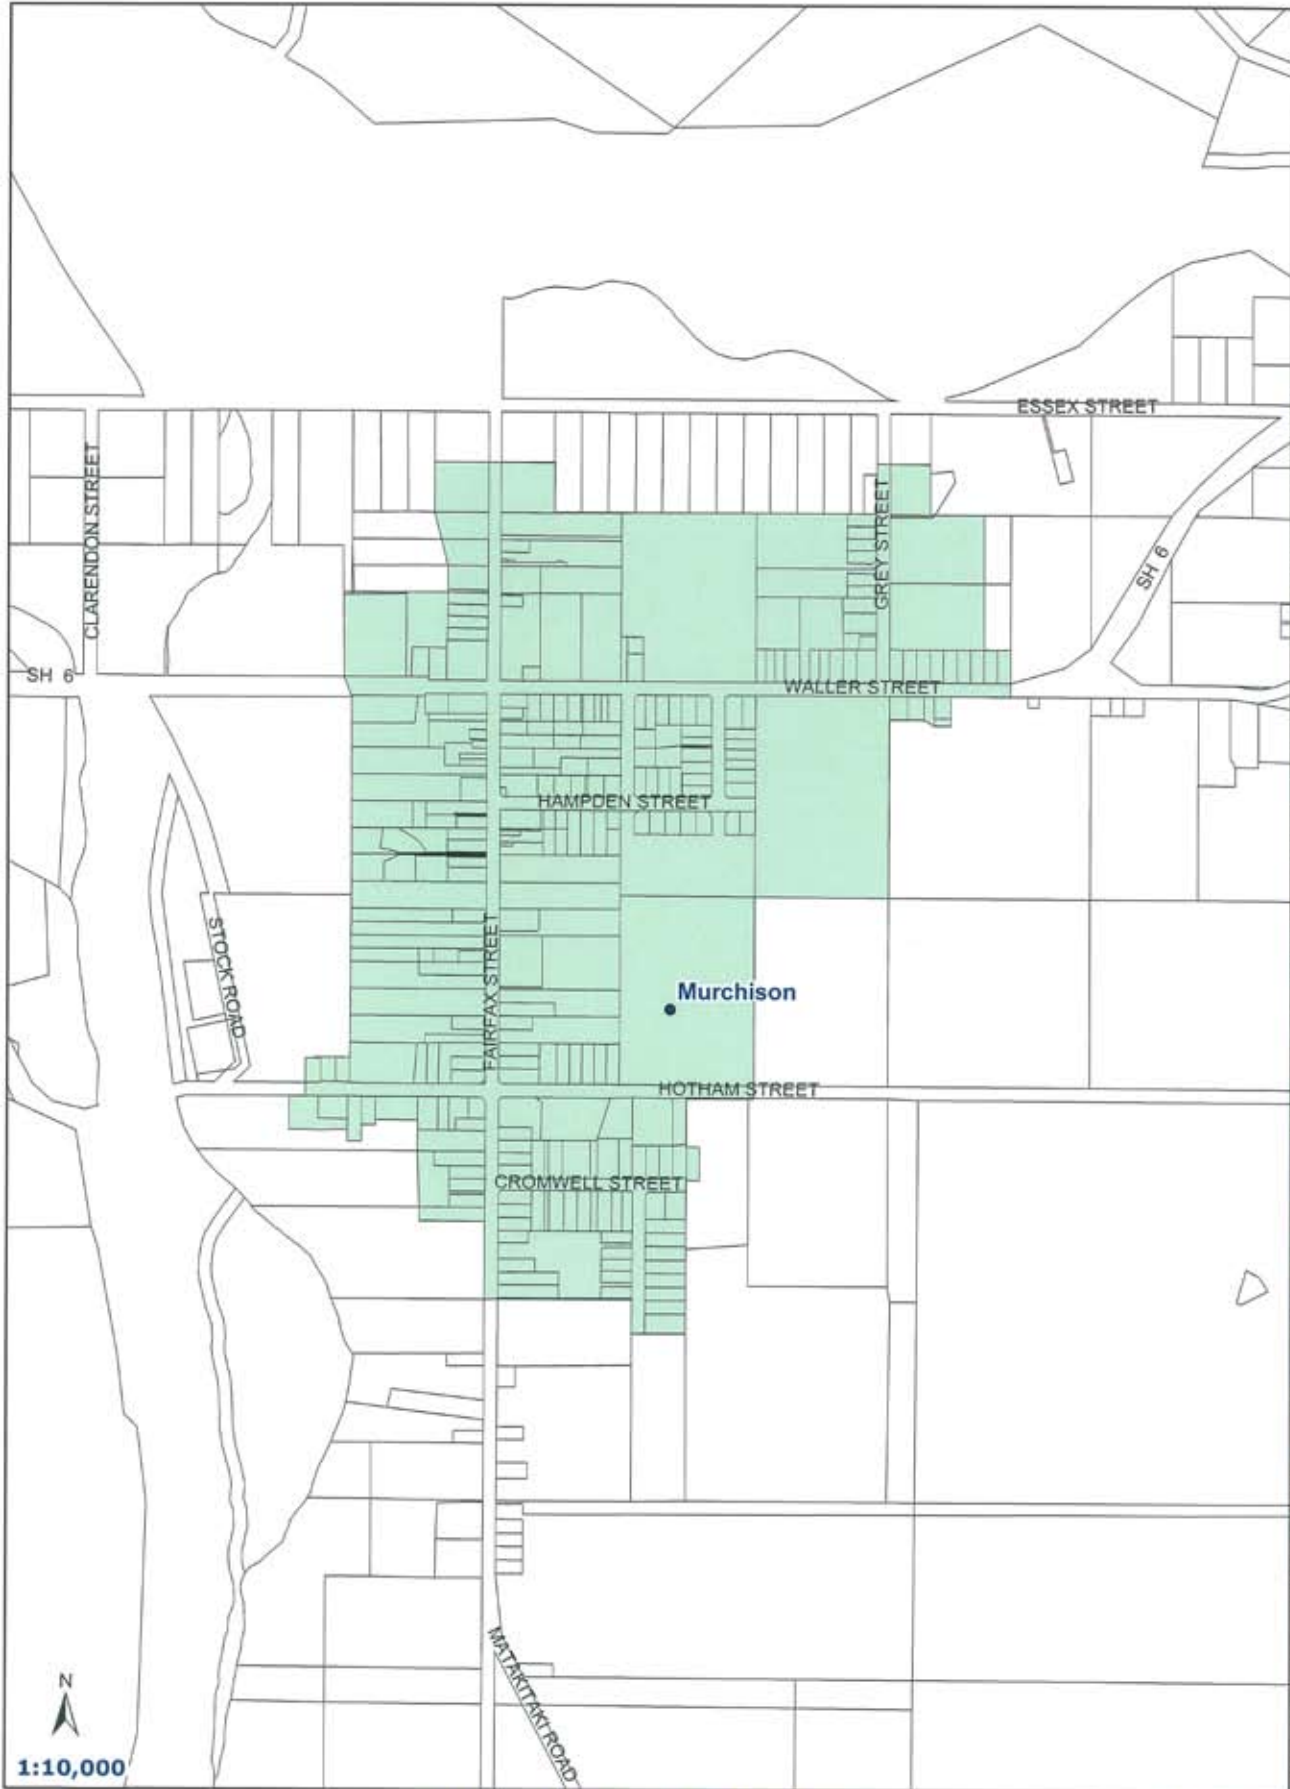 ESSEX STREET
CLARENDON STREET
GREY STREET
SH 6
SH 6
WALLER STREET
HAMPDEN STREET
STOCK ROAD
FAIRFAX STREET
Murchison
HOTHAM STREET
CROMWELL STREET
MATAKITAKI ROAD
N
1:10,000